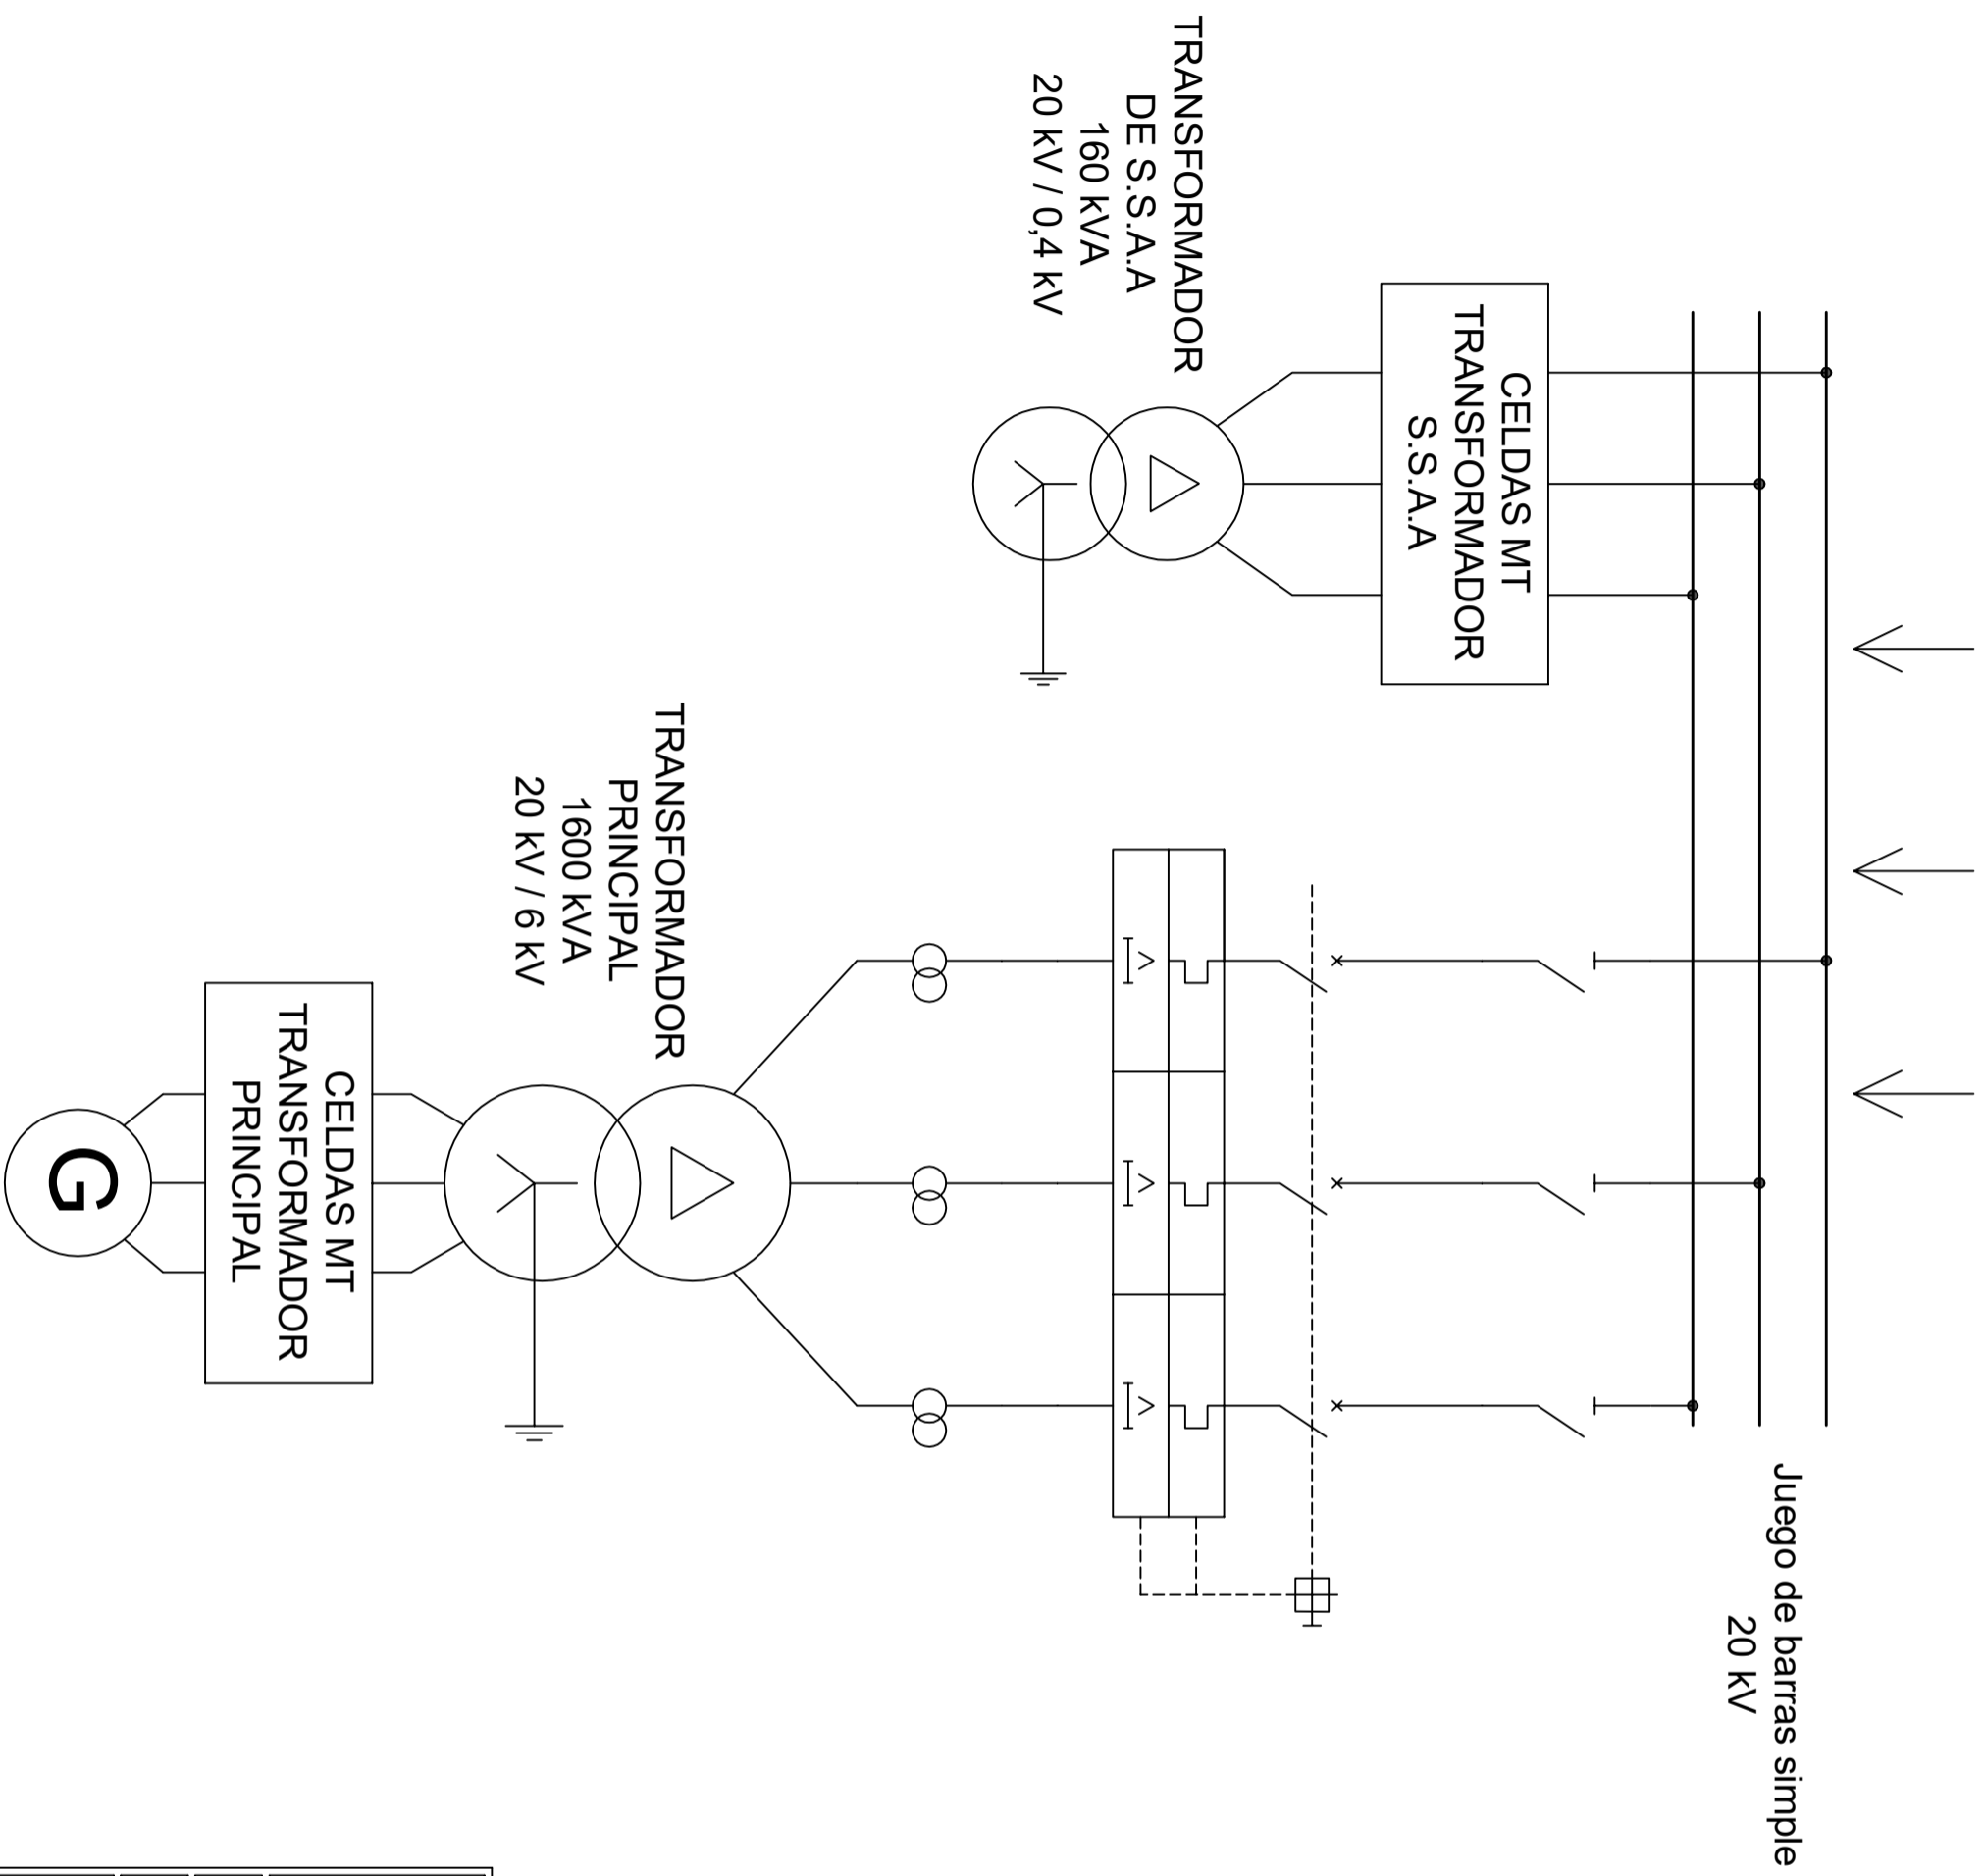 Juego de barras simple
20 kV
CELDAS MT
TRANSFORMADOR
S.S.A.A
TRANSFORMADOR
DE S.S.A.A
160 kVA
20 kV / 0,4 kV
TRANSFORMADOR
PRINCIPAL
1600 kVA
20 kV / 6 kV
CELDAS MT
TRANSFORMADOR
PRINCIPAL
G